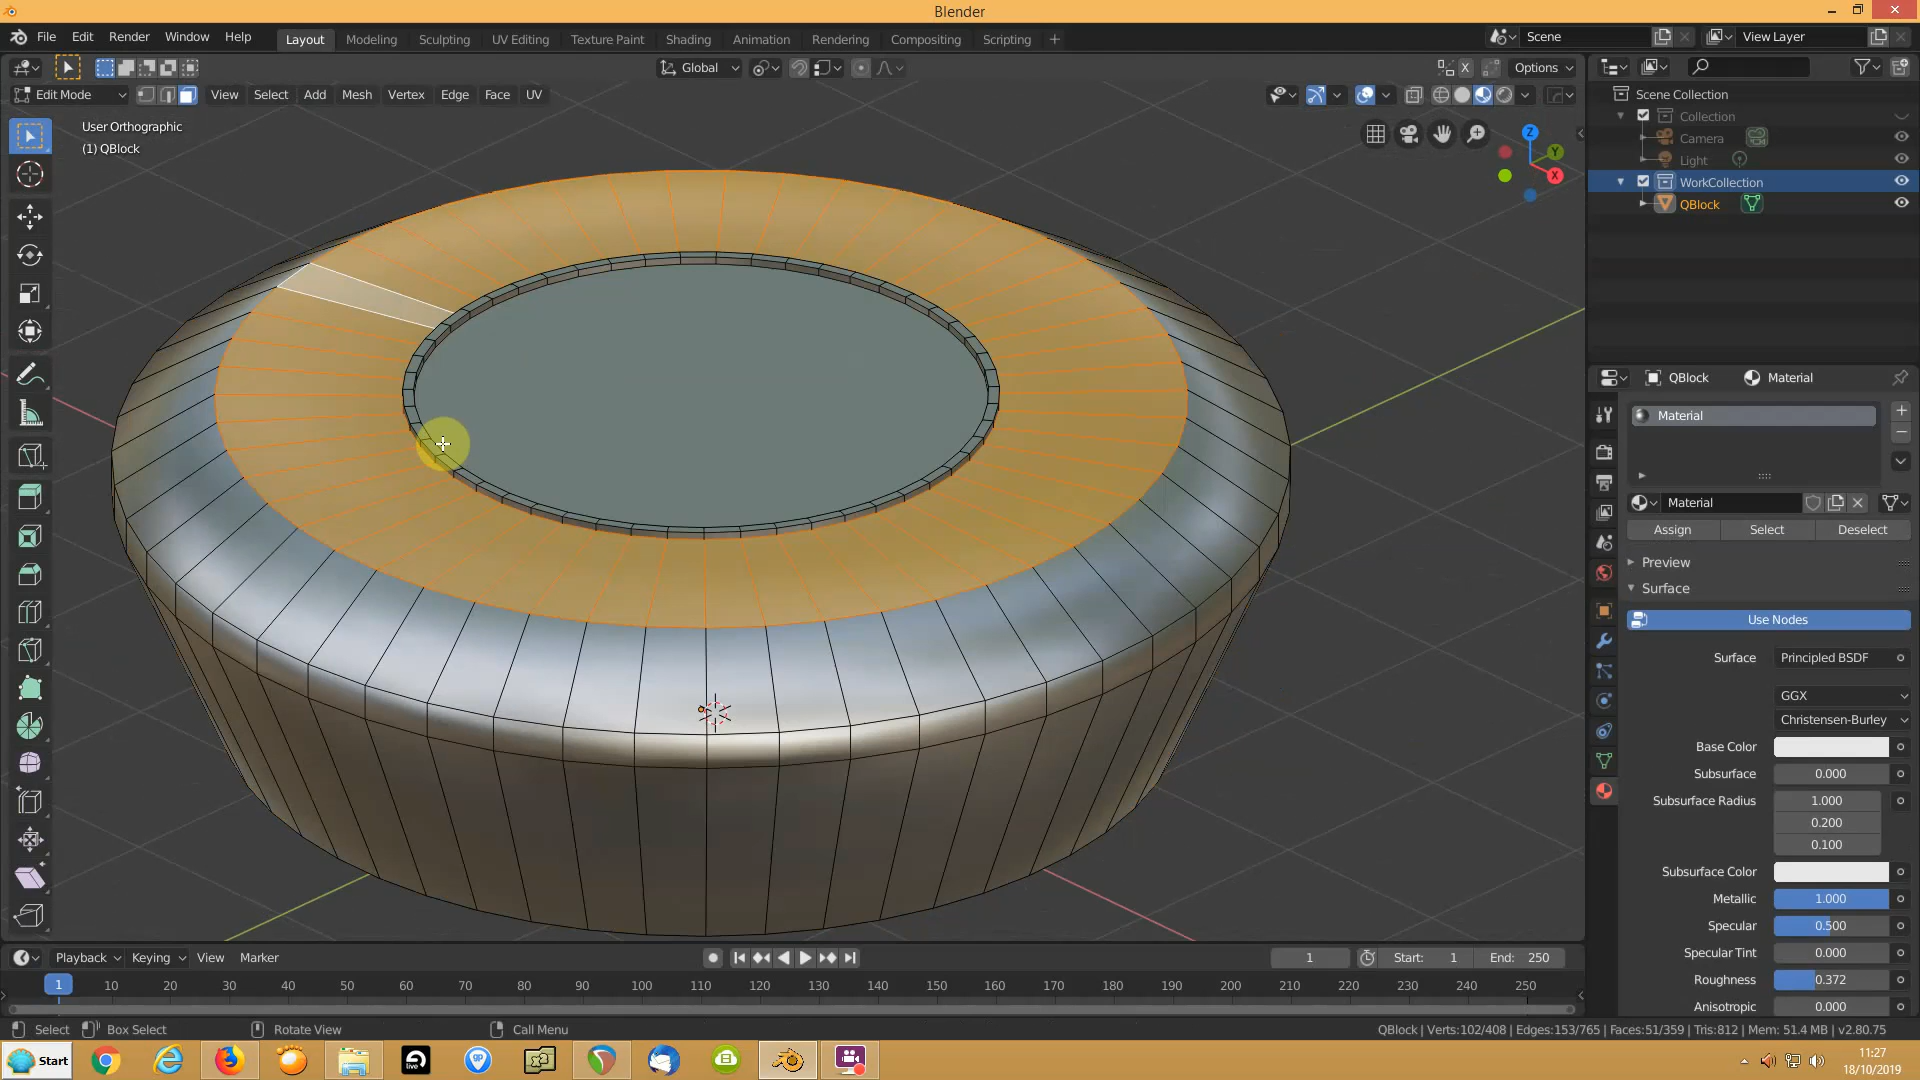 Blender
File Edit Render Window Help Layout Modeling Sculpting UV Editing Texture Paint Shading Animation Rendering Compositing Scripting + Scene View Layer
Global X Options
Edit Mode View Select Add Mesh Vertex Edge Face UV
User Orthographic
(1) QBlock
Z
Y
X
Scene Collection
Collection
Camera
Light
WorkCollection
QBlock
QBlock Material
Material
Material
Assign Select Deselect
Preview
Surface
Use Nodes
Surface Principled BSDF
GGX
Christensen-Burley
Base Color
Subsurface 0.000
Subsurface Radius 1.000
0.200
0.100
Subsurface Color
Metallic 1.000
Specular 0.500
Specular Tint 0.000
Roughness 0.372
Anisotropic 0.000
Playback Keying View Marker 1 Start: 1 End: 250
1 10 20 30 40 50 60 70 80 90 100 110 120 130 140 150 160 170 180 190 200 210 220 230 240 250
Select Box Select Rotate View Call Menu QBlock | Verts:102/408 | Edges:153/765 | Faces:51/359 | Tris:812 | Mem: 51.4 MB | v2.80.75
Start live gp 11:27
18/10/2019